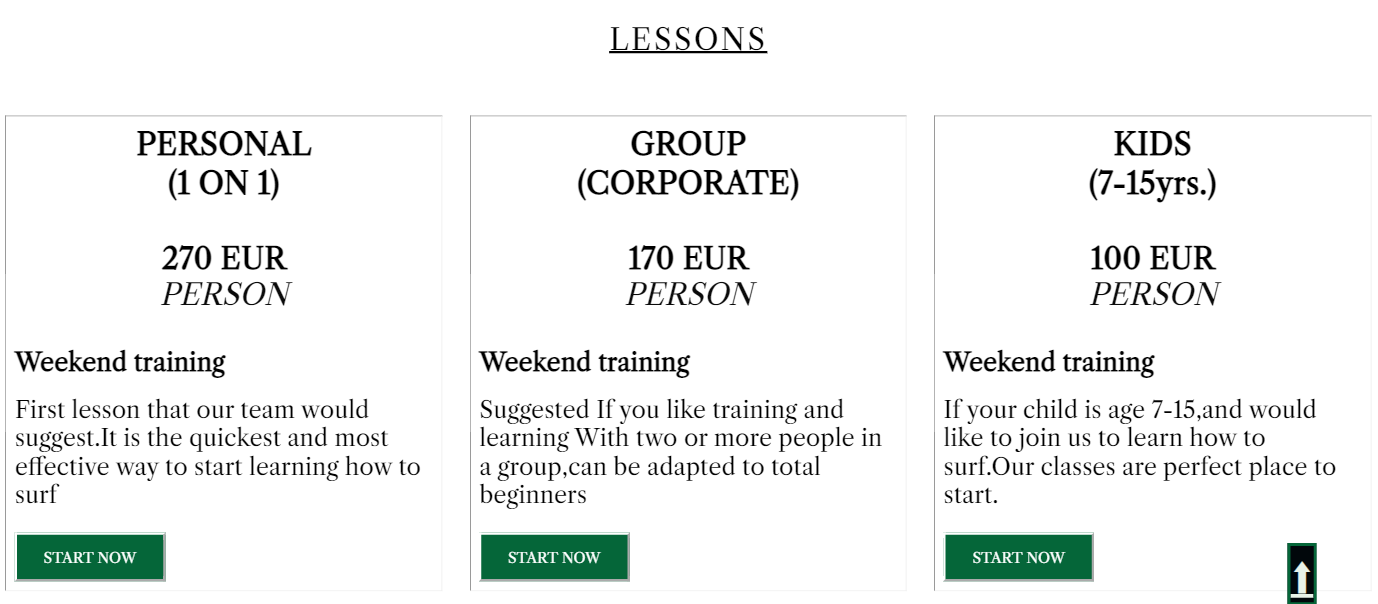 LESSONS
PERSONAL
(1 ON 1)
270 EUR
PERSON
Weekend training
First lesson that our team would
suggest.It is the quickest and most
effective way to start learning how to
surf
START NOW
GROUP
(CORPORATE)
170 EUR
PERSON
Weekend training
Suggested If you like training and
learning With two or more people in
a group,can be adapted to total
beginners
START NOW
KIDS
(7-15yrs.)
100 EUR
PERSON
Weekend training
If your child is age 7-15,and would
like to join us to learn how to
surf.Our classes are perfect place to
start.
START NOW